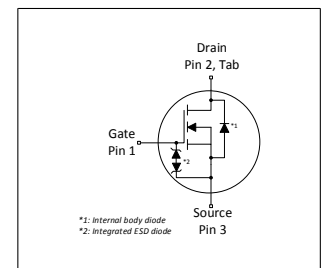 Drain
Pin 2, Tab
*1
Gate
Pin 1
*2
Source
Pin 3
*1: Internal body diode
*2: Integrated ESD diode